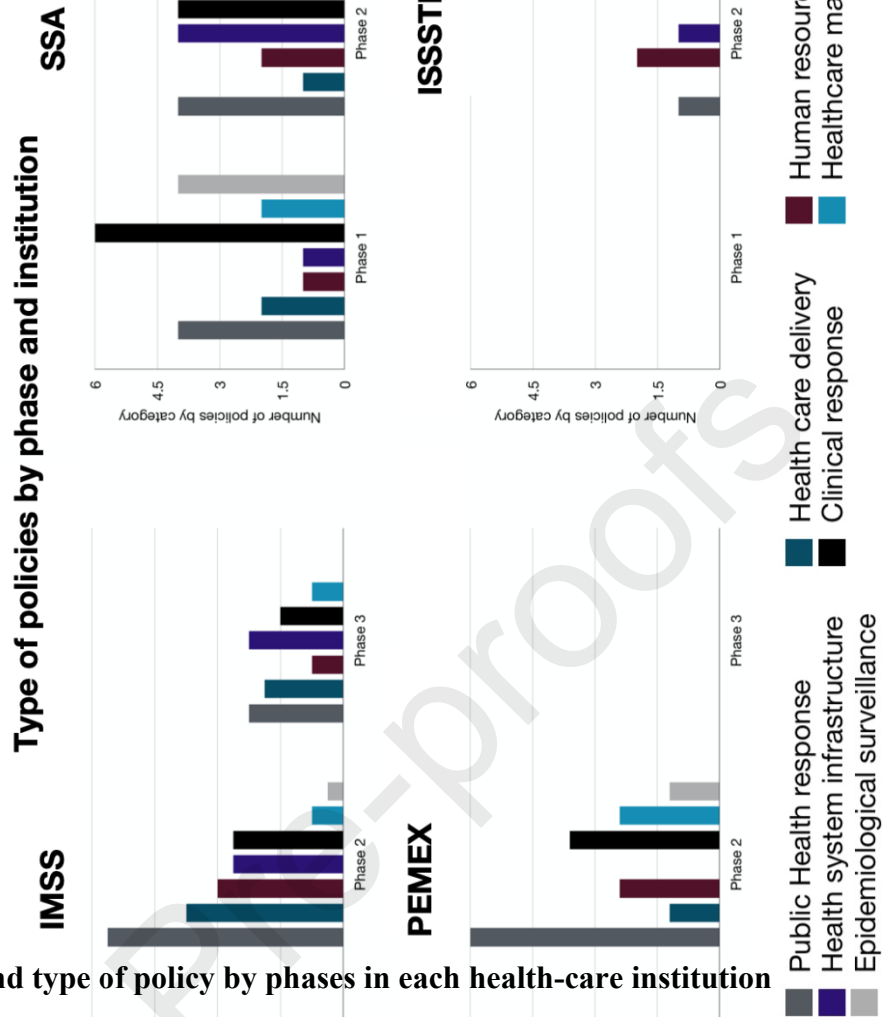 Type of policies by phase and institution
IMSS
Phase 2
Phase 3
SSA
Number of policies by category
6
4.5
3
1.5
0
Phase 1
Phase 2
PEMEX
Phase 2
Phase 3
Number of policies by category
6
4.5
3
1.5
0
Phase 1
Phase 2
Public Health response
Health care delivery
Human
Health system infrastructure
Clinical response
Healthcare
Epidemiological surveillance
type of policy by phases in each health-care institution
Pre-proofs